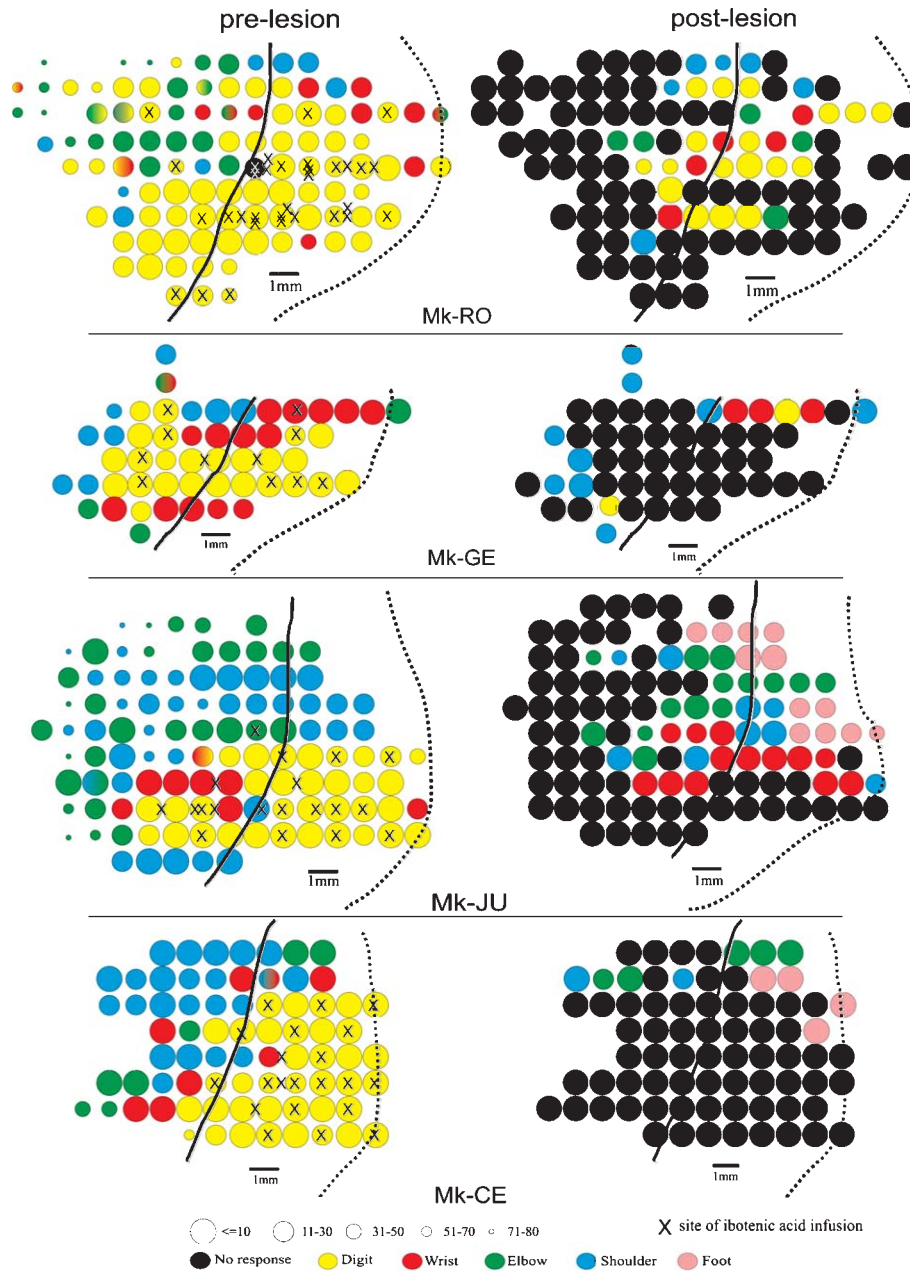 pre-lesion
post-lesion
1mm
1mm
Mk-RO
1mm
1mm
Mk-GE
1mm
1mm
Mk-JU
1mm
1mm
Mk-CE
<=10 11-30 31-50 51-70 71-80 X site of ibotenic acid infusion
No response Digit Wrist Elbow Shoulder Foot